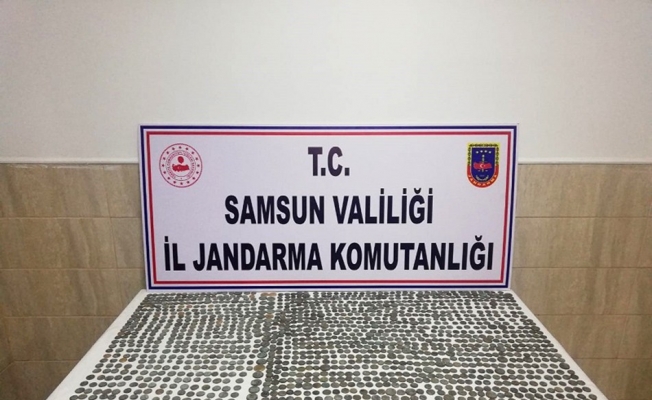 T.C.
SAMSUN VALİLİĞİ
İL JANDARMA KOMUTANLIĞI